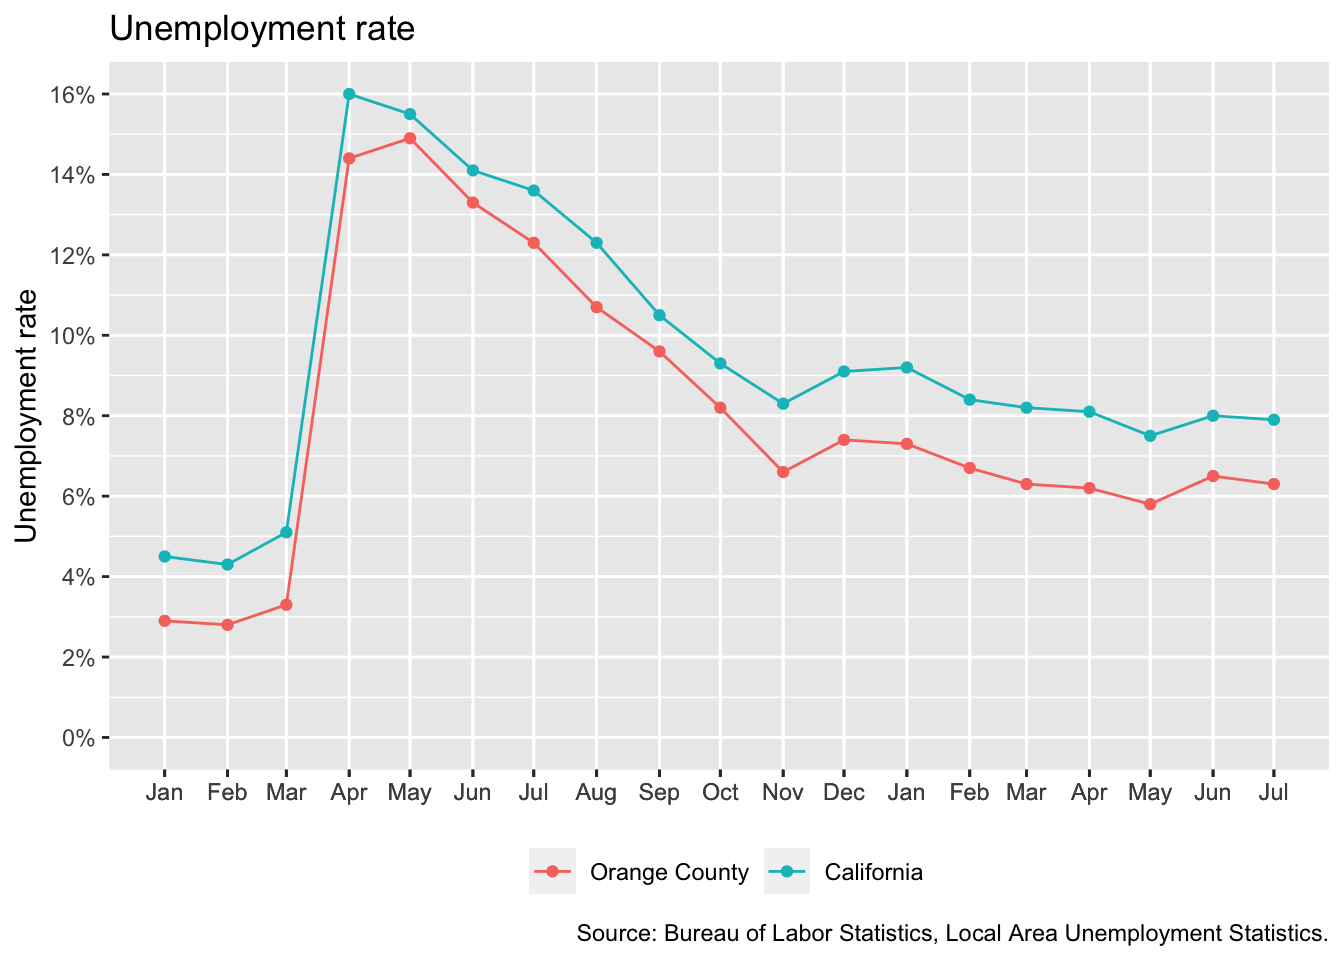 Unemployment rate
Unemployment rate
16%
14%
12%
10%
8%
6%
4%
2%
0%
Jan Feb Mar Apr May Jun Jul Aug Sep Oct Nov Dec Jan Feb Mar Apr May Jun Jul
Orange County California
Source: Bureau of Labor Statistics, Local Area Unemployment Statistics.